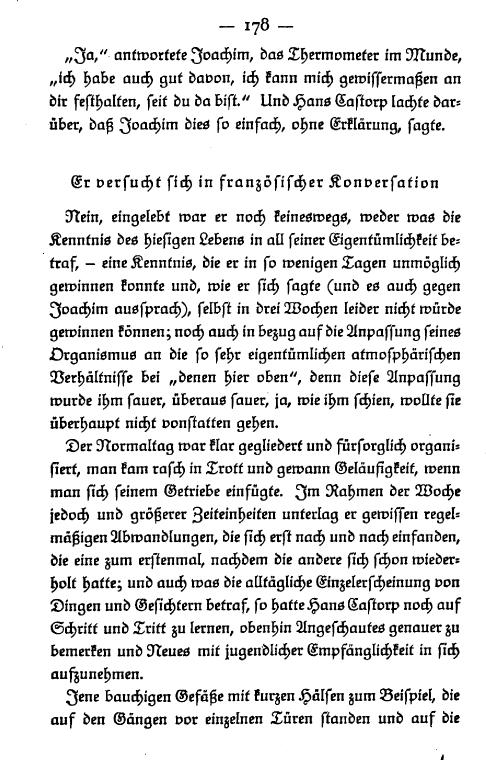 — 178 —
„Ja,“ antwortete Joachim, das Thermometer im Munde,
„ich habe auch gut davon, ich kann mich gewissermaßen an
dir festhalten, seit du da bist.“ Und Hans Castorp lachte dar-
über, daß Joachim dies so einfach, ohne Erklärung, sagte.
Er versucht sich in französischer Konversation
Nein, eingelebt war er noch keineswegs, weder was die
Kenntnis des hiesigen Lebens in all seiner Eigentümlichkeit be-
traf, – eine Kenntnis, die er in so wenigen Tagen unmöglich
gewinnen konnte und, wie er sich sagte (und es auch gegen
Joachim aussprach), selbst in drei Wochen leider nicht würde
gewinnen können; noch auch in bezug auf die Anpassung seines
Organismus an die so sehr eigentümlichen atmosphärischen
Verhältnisse bei „denen hier oben“, denn diese Anpassung
wurde ihm sauer, überaus sauer, ja, wie ihm schien, wollte sie
überhaupt nicht vonstatten gehen.
Der Normaltag war klar gegliedert und fürsorglich organi-
siert, man kam rasch in Trott und gewann Geläufigkeit, wenn
man sich seinem Getriebe einfügte. Im Rahmen der Woche
jedoch und größerer Zeiteinheiten unterlag er gewissen regel-
mäßigen Abwandlungen, die sich erst nach und nach einfanden,
die eine zum erstenmal, nachdem die andere sich schon wieder-
holt hatte; und auch was die alltägliche Einzelerscheinung von
Dingen und Gesichtern betraf, so hatte Hans Castorp noch auf
Schritt und Tritt zu lernen, obenhin Angeschautes genauer zu
bemerken und Neues mit jugendlicher Empfänglichkeit in sich
aufzunehmen.
Jene bauchigen Gefäße mit kurzen Hälsen zum Beispiel, die
auf den Gängen vor einzelnen Türen standen und auf die